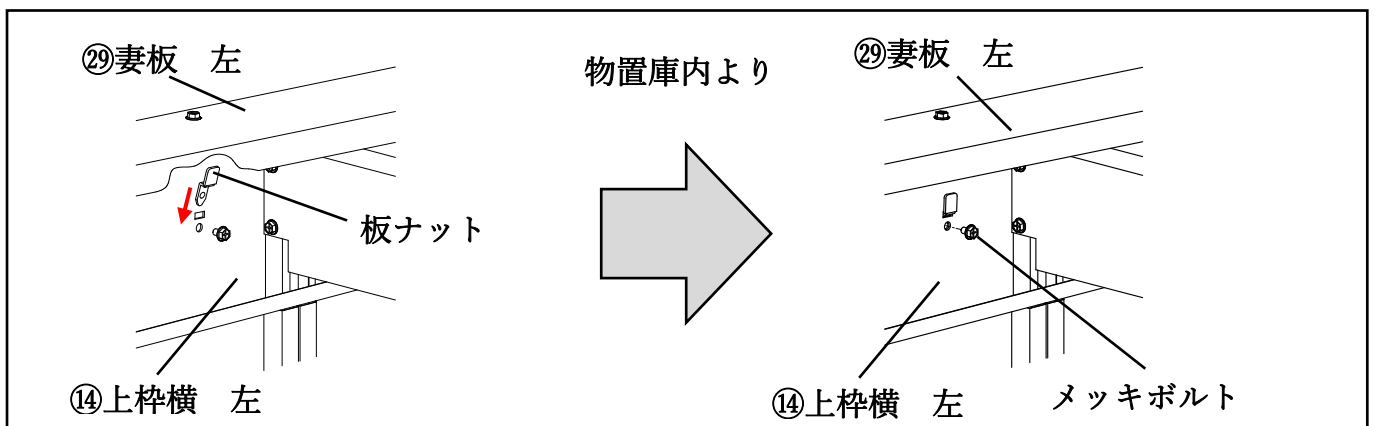 ㉙妻板　左
物置庫内より
㉙妻板　左
板ナット
⑭上枠横　左
⑭上枠横　左
メッキボルト